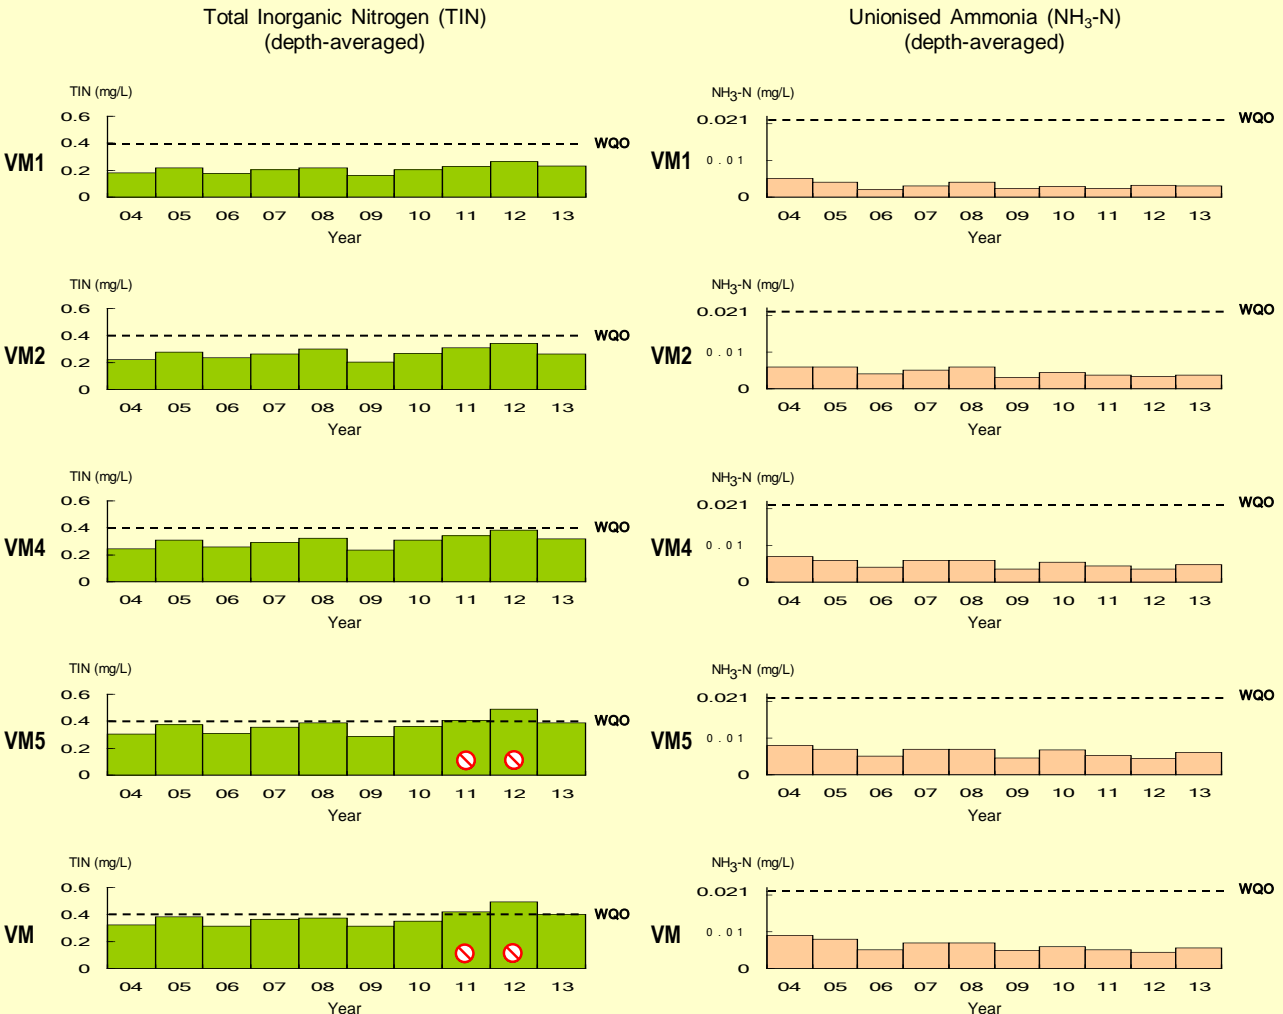 Total Inorganic Nitrogen (TIN)
(depth-averaged)
Unionised Ammonia (NH3-N)
(depth-averaged)
TIN (mg/L)
0.6
0.4
0.2
0
VM1
WQO
04 05 06 07 08 09 10 11 12 13
Year
NH3-N (mg/L)
0.021
0.01
0
VM1
WQO
04 05 06 07 08 09 10 11 12 13
Year
TIN (mg/L)
0.6
0.4
0.2
0
VM2
WQO
04 05 06 07 08 09 10 11 12 13
Year
NH3-N (mg/L)
0.021
0.01
0
VM2
WQO
04 05 06 07 08 09 10 11 12 13
Year
TIN (mg/L)
0.6
0.4
0.2
0
VM4
WQO
04 05 06 07 08 09 10 11 12 13
Year
NH3-N (mg/L)
0.021
0.01
0
VM4
WQO
04 05 06 07 08 09 10 11 12 13
Year
TIN (mg/L)
0.6
0.4
0.2
0
VM5
WQO
04 05 06 07 08 09 10 11 12 13
Year
NH3-N (mg/L)
0.021
0.01
0
VM5
WQO
04 05 06 07 08 09 10 11 12 13
Year
TIN (mg/L)
0.6
0.4
0.2
0
VM
WQO
04 05 06 07 08 09 10 11 12 13
Year
NH3-N (mg/L)
0.021
0.01
0
VM
WQO
04 05 06 07 08 09 10 11 12 13
Year